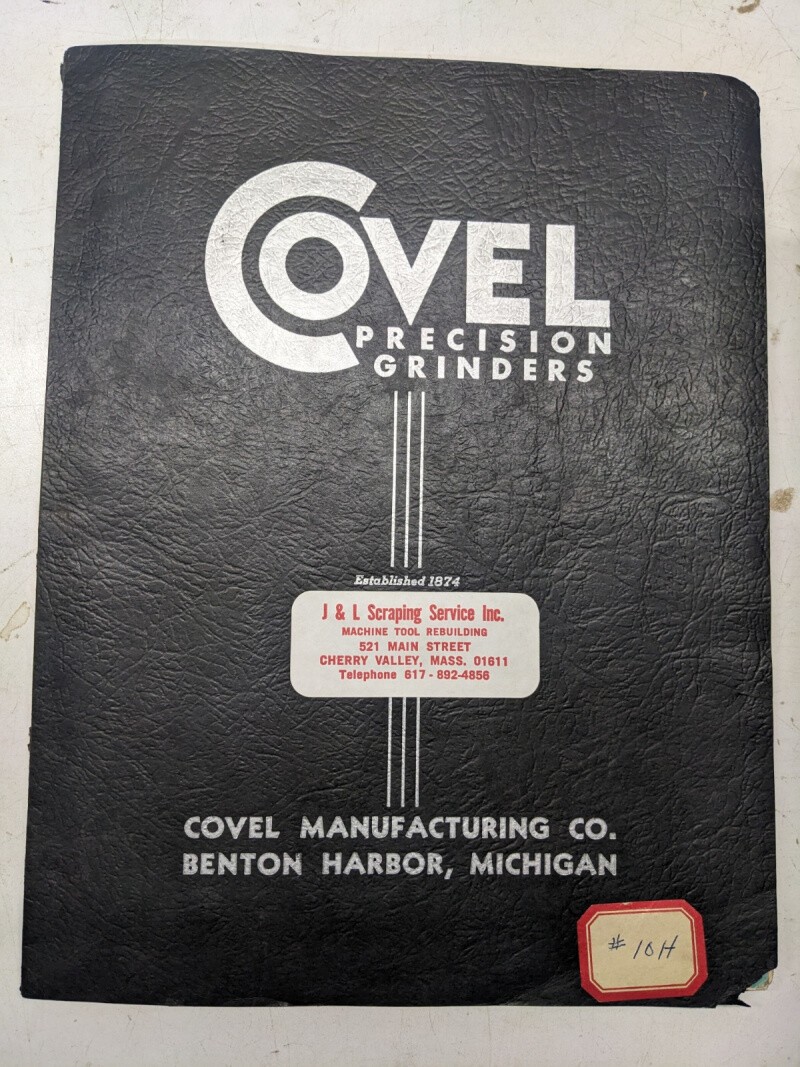 COVEL
PRECISION
GRINDERS
Established 1874
J & L Scraping Service Inc.
MACHINE TOOL REBUILDING
521 MAIN STREET
CHERRY VALLEY, MASS. 01611
Telephone 617-892-4856
COVEL MANUFACTURING CO.
BENTON HARBOR, MICHIGAN
# 10H